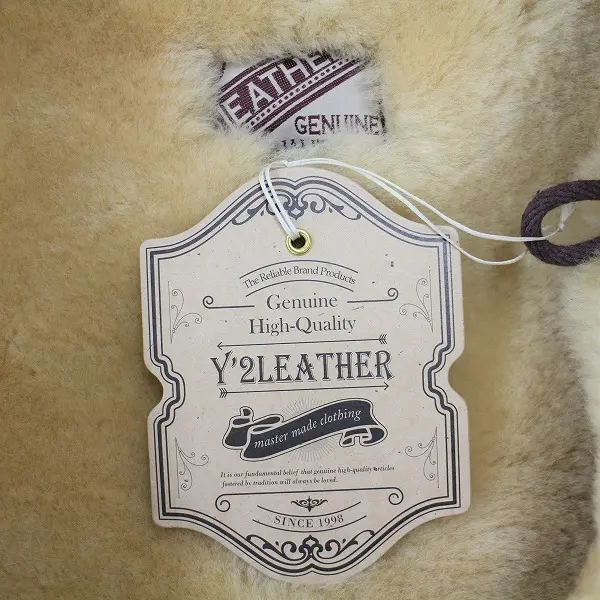 EATHER
GENUINE
The Reliable Brand Products
Genuine
High-Quality
Y'2LEATHER
master made clothing
It is our fundamental belief that genuine high-quality articles
fostered by tradition will always be loved.
SINCE 1998